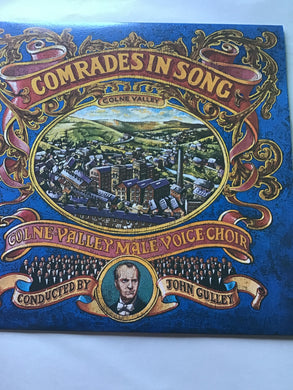 COMRADES IN SONG
COLNE VALLEY
COLNE VALLEY MALE VOICE CHOIR
CONDUCTED BY JOHN GULLEY